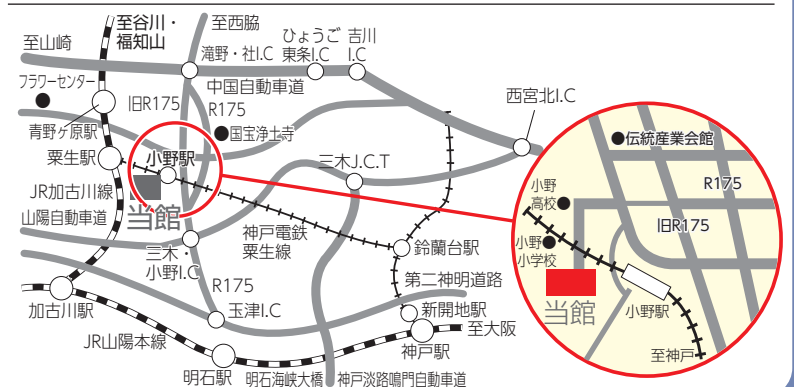 至谷川・
福知山
至西脇
至山崎
滝野・社I.C
ひょうご
東条I.C
吉川
I.C
中国自動車道
フラワーセンター
旧R175
R175
西宮北I.C
青野ヶ原駅
国宝浄土寺
粟生駅
小野駅
三木J.C.T
JR加古川線
当館
山陽自動車道
神戸電鉄
粟生線
三木・
小野I.C
鈴蘭台駅
R175
第二神明道路
加古川駅
玉津I.C
新開地駅
JR山陽本線
至大阪
神戸駅
明石駅
明石海峡大橋
神戸淡路鳴門自動車道
伝統産業会館
小野
高校
R175
旧R175
小野
小学校
当館
小野駅
至神戸